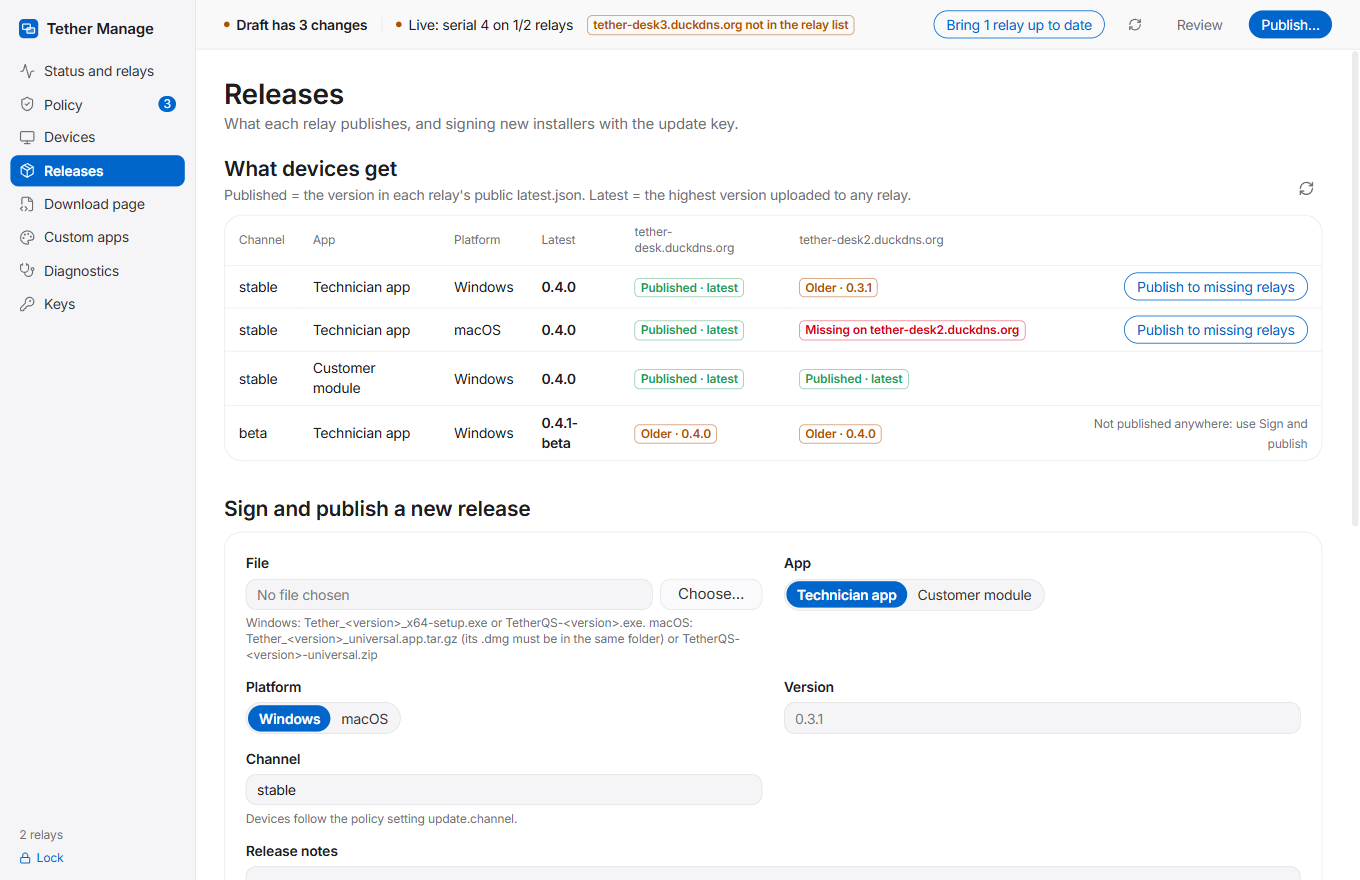 Tether Manage
Draft has 3 changes
Live: serial 4 on 1/2 relays
tether-desk3.duckdns.org not in the relay list
Bring 1 relay up to date
Review
Publish...
Status and relays
Policy
3
Devices
Releases
Download page
Custom apps
Diagnostics
Keys
2 relays
Lock
Releases
What each relay publishes, and signing new installers with the update key.
What devices get
Published = the version in each relay's public latest.json. Latest = the highest version uploaded to any relay.
Channel App Platform Latest tether-desk.duckdns.org tether-desk2.duckdns.org
stable Technician app Windows 0.4.0 Published · latest Older · 0.3.1 Publish to missing relays
stable Technician app macOS 0.4.0 Published · latest Missing on tether-desk2.duckdns.org Publish to missing relays
stable Customer module Windows 0.4.0 Published · latest Published · latest
beta Technician app Windows 0.4.1-beta Older · 0.4.0 Older · 0.4.0 Not published anywhere: use Sign and publish
Sign and publish a new release
File
No file chosen
Choose...
Windows: Tether_<version>_x64-setup.exe or TetherQS-<version>.exe. macOS:
Tether_<version>_universal.app.tar.gz (its .dmg must be in the same folder) or TetherQS-
<version>-universal.zip
App
Technician app
Customer module
Platform
Windows
macOS
Version
0.3.1
Channel
stable
Devices follow the policy setting update.channel.
Release notes